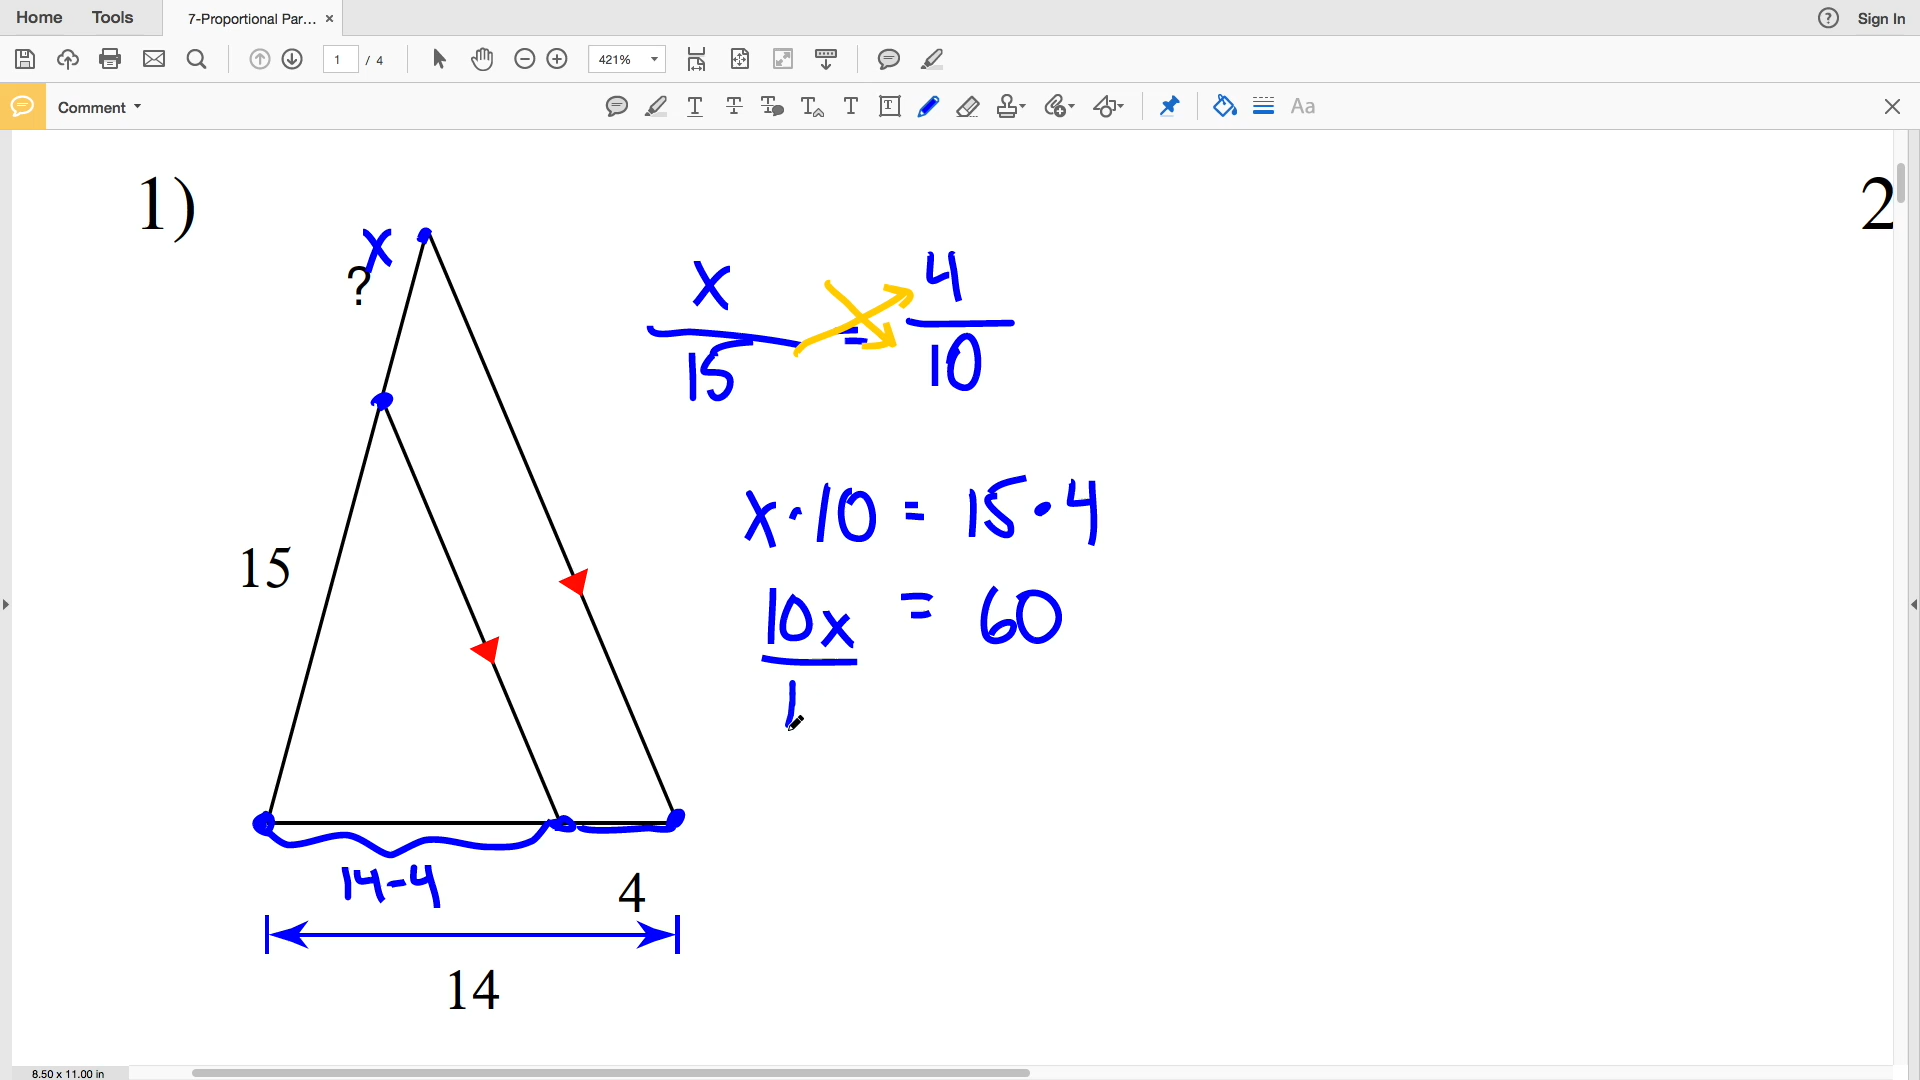 Home Tools 7-Proportional Par... × ? Sign In
1 / 4 421%
Comment T T T T T T Aa
1) 2
x
?
x/15 = 4/10
x·10 = 15·4
15
10x = 60
1
14-4
4
14
8.50 x 11.00 in